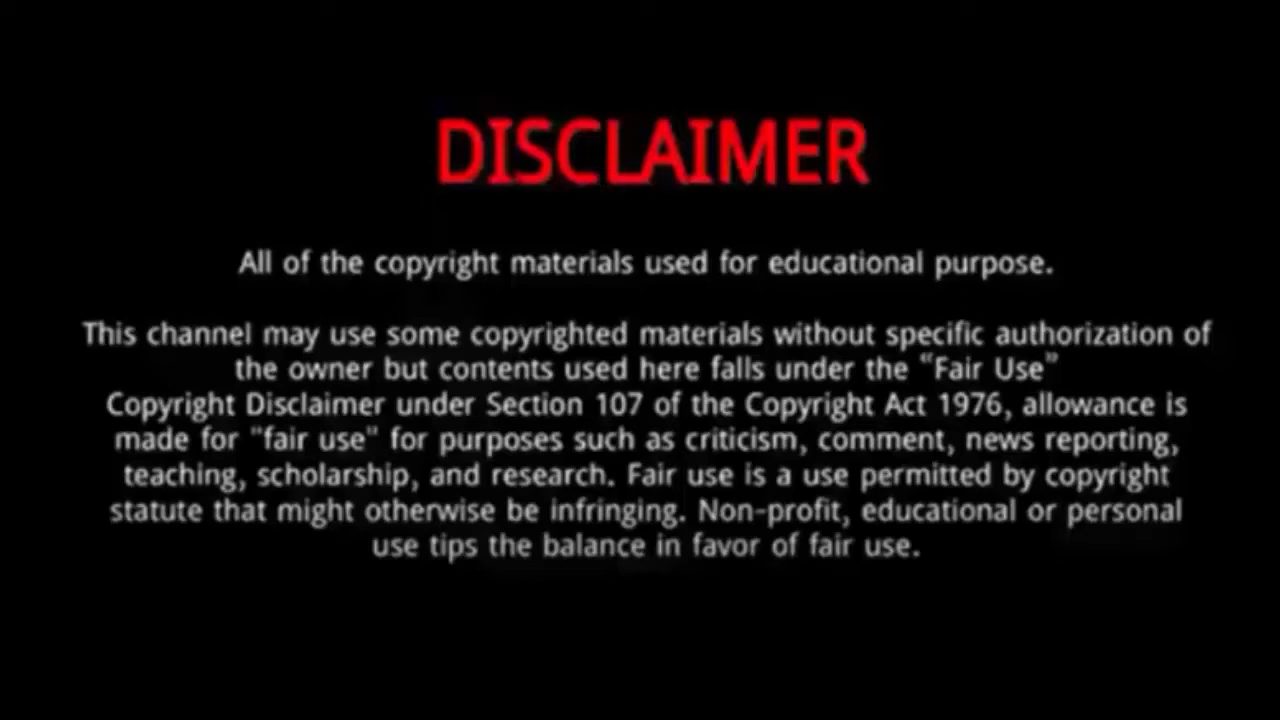 DISCLAIMER
All of the copyright materials used for educational purpose.
This channel may use some copyrighted materials without specific authorization of
the owner but contents used here falls under the “Fair Use”
Copyright Disclaimer under Section 107 of the Copyright Act 1976, allowance is
made for "fair use" for purposes such as criticism, comment, news reporting,
teaching, scholarship, and research. Fair use is a use permitted by copyright
statute that might otherwise be infringing. Non-profit, educational or personal
use tips the balance in favor of fair use.